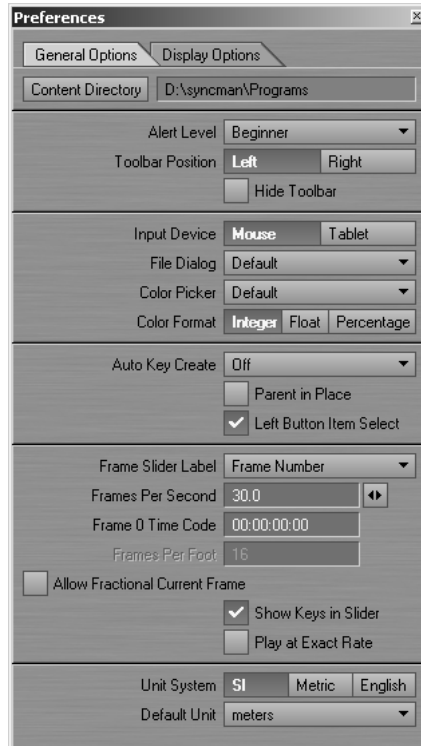 Preferences
General Options Display Options
Content Directory D:\syncman\Programs
Alert Level Beginner
Toolbar Position Left Right
Hide Toolbar
Input Device Mouse Tablet
File Dialog Default
Color Picker Default
Color Format Integer Float Percentage
Auto Key Create Off
Parent in Place
Left Button Item Select
Frame Slider Label Frame Number
Frames Per Second 30.0
Frame 0 Time Code 00:00:00:00
Frames Per Foot 16
Allow Fractional Current Frame
Show Keys in Slider
Play at Exact Rate
Unit System SI Metric English
Default Unit meters